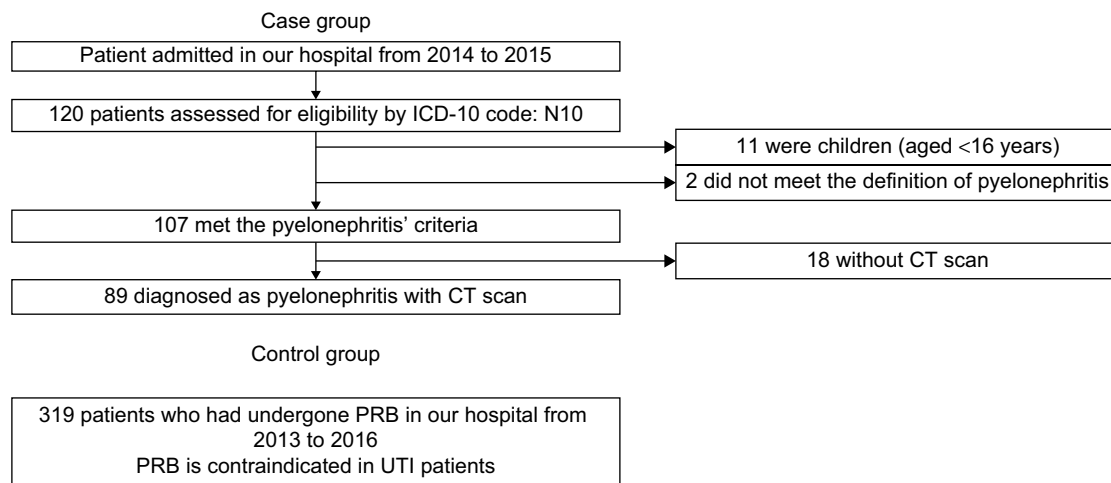 Case group
Patient admitted in our hospital from 2014 to 2015
120 patients assessed for eligibility by ICD-10 code: N10
11 were children (aged <16 years)
2 did not meet the definition of pyelonephritis
107 met the pyelonephritis’ criteria
18 without CT scan
89 diagnosed as pyelonephritis with CT scan
Control group
319 patients who had undergone PRB in our hospital from
2013 to 2016
PRB is contraindicated in UTI patients